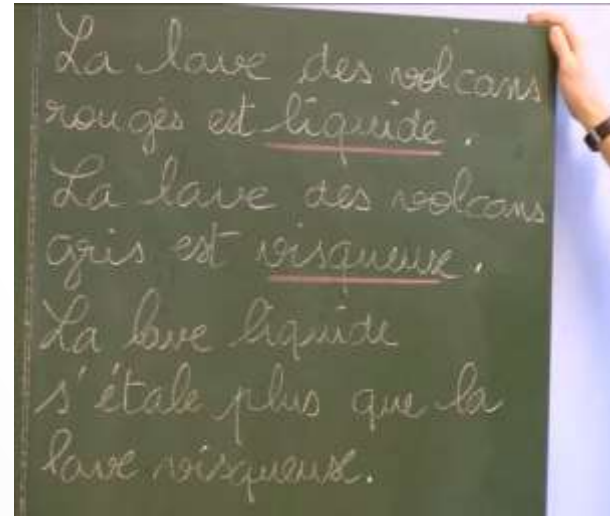 La lave des volcans
rouges est liquide.
La lave des volcans
gris est visqueuse.
La lave liquide
s'étale plus que la
lave visqueuse.